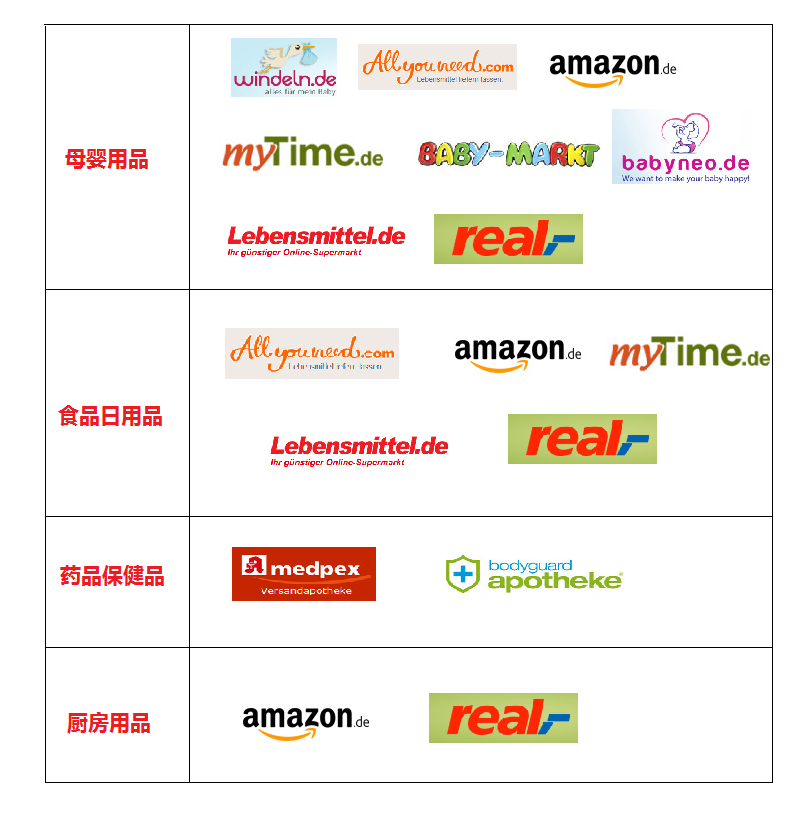 母婴用品
windeln.de
alles für mein Baby
Allyouneed.com
Lebensmittel liefern lassen.
amazon.de
myTime.de
BABY-MARKT
babyneo.de
We want to make your baby happy!
Lebensmittel.de
Ihr günstiger Online-Supermarkt
real,-
食品日用品
Allyouneed.com
Lebensmittel liefern lassen.
amazon.de
myTime.de
Lebensmittel.de
Ihr günstiger Online-Supermarkt
real,-
药品保健品
medpex
Versandapotheke
bodyguard
apotheke®
厨房用品
amazon.de
real,-